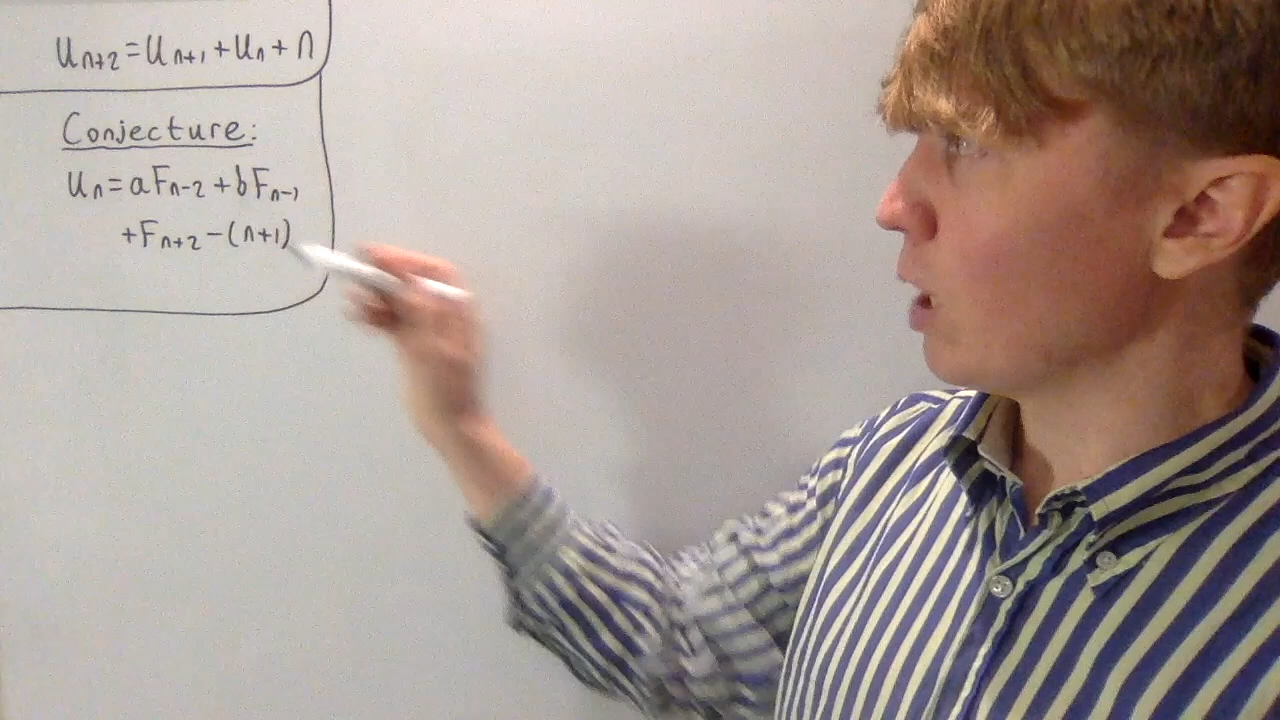 Uₙ₊₂=Uₙ₊₁+Uₙ+n
Conjecture:
Uₙ=aFₙ₋₂+bFₙ₋₁
+Fₙ₊₂-(n+1)